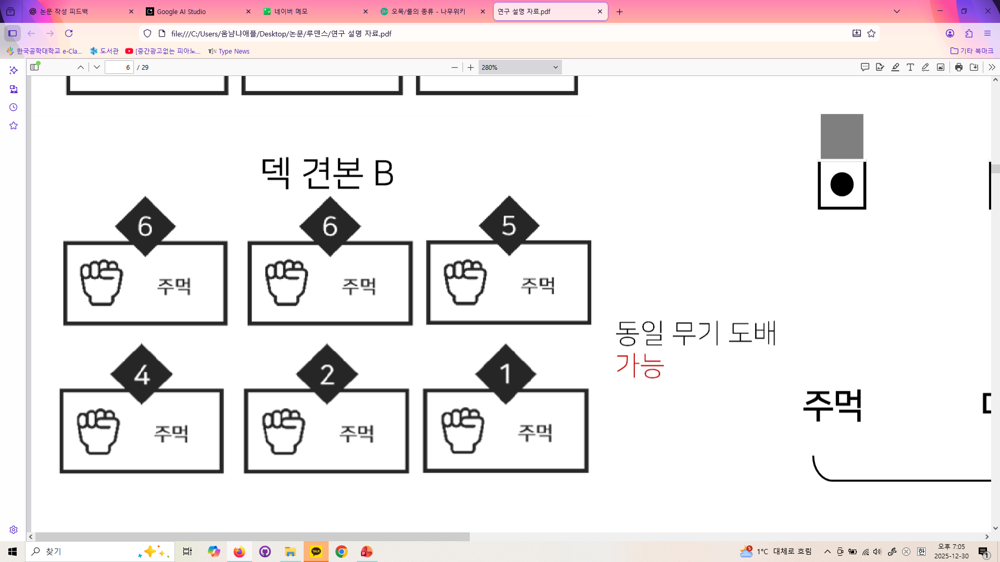 논문 작성 피드백
Google AI Studio
네이버 메모
오목/룰의 종류 - 나무위키
연구 설명 자료.pdf
file:///C:/Users/움냠냐애플/Desktop/논문/루덴스/연구 설명 자료.pdf
한국공학대학교 e-Cla...
도서관
[중간광고없는 피아노...
Type News
기타 북마크
6 / 29
280%
덱 견본 B
6 6 5
주먹 주먹 주먹
동일 무기 도배
가능
4 2 1
주먹 주먹 주먹
주먹
찾기
5
1°C 대체로 흐림
한
오후 7:05
2025-12-30
1